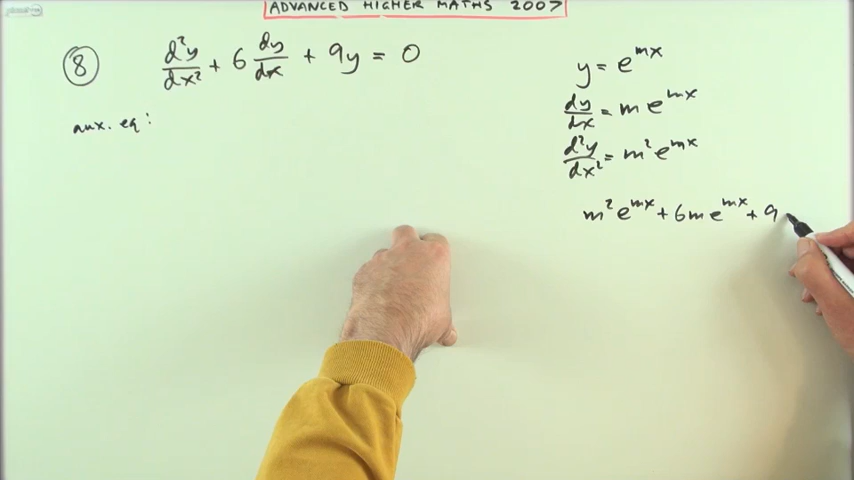 ADVANCED HIGHER MATHS 2007
8 d²y/dx² + 6 dy/dx + 9y = 0
aux. eq:
y = e^mx
dy/dx = m e^mx
d²y/dx² = m² e^mx
m² e^mx + 6m e^mx + 9